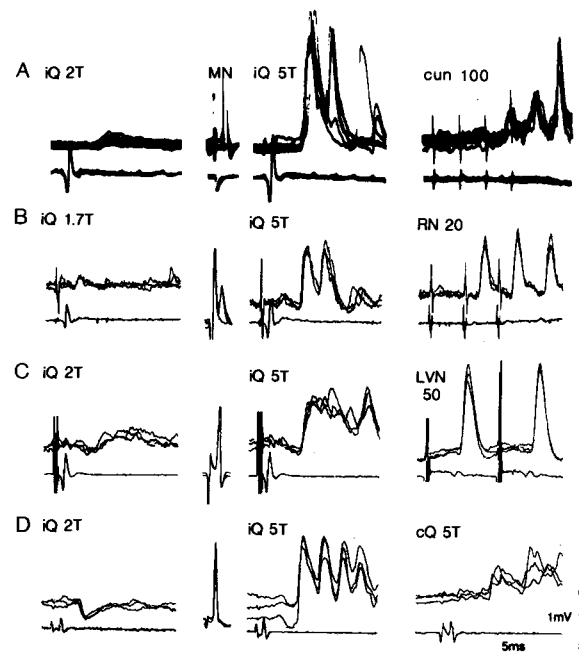 A iQ 2T MN iQ 5T cun 100
B iQ 1.7T iQ 5T RN 20
C iQ 2T iQ 5T LVN
50
D iQ 2T iQ 5T cQ 5T
1mV
5ms